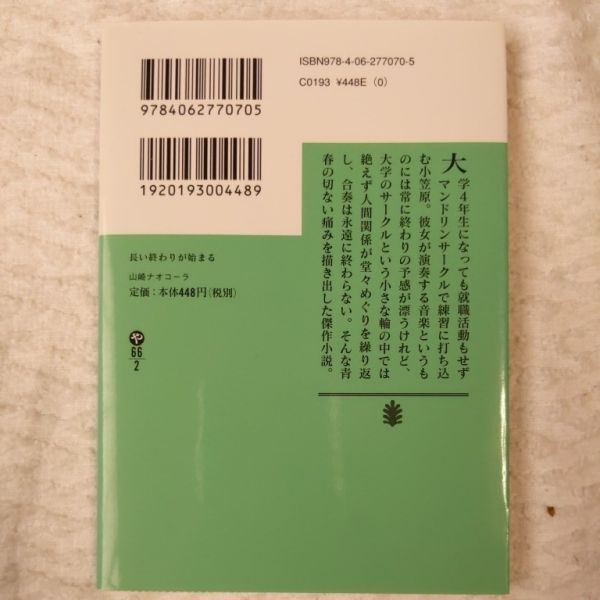 ISBN978-4-06-277070-5
C0193 ¥448E (0)
9784062770705
1920193004489
長い終わりが始まる
山崎ナオコーラ
定価：本体448円（税別）
や
66
2
大学4年生になっても就職活動もせず
マンドリンサークルで練習に打ち込
む小笠原。彼女が演奏する音楽というも
のには常に終わりの予感が漂うけれど、
大学のサークルという小さな輪の中では
絶えず人間関係が堂々めぐりを繰り返
し、合奏は永遠に終わらない。そんな青
春の切ない痛みを描き出した傑作小説。